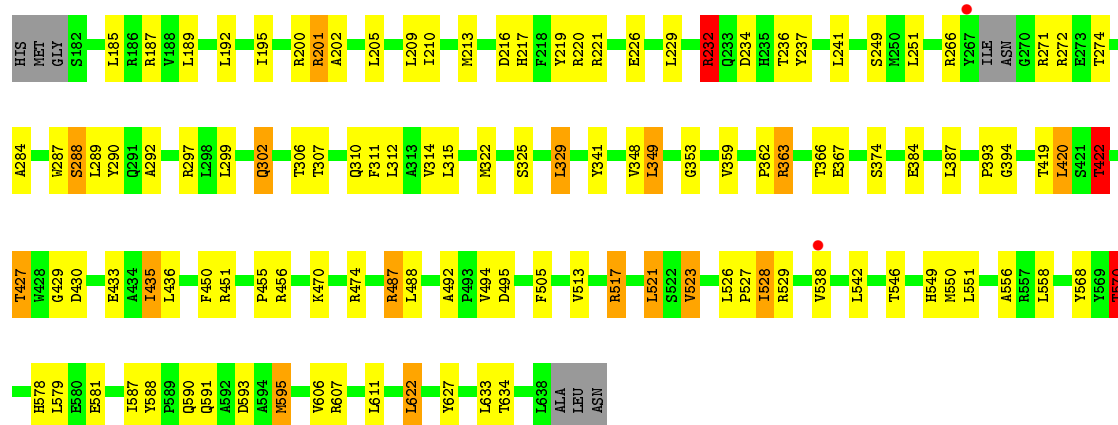 HIS MET GLY S182 L185 R186 R187 V188 L189 L192 I195 R200 R201 A202 L205 L209 I210 M213 D216 H217 F218 Y219 R220 R221 E226 L229 R232 Q233 D234 H235 T236 Y237 L241 S249 M250 L251 R266 Y267 ILE ASN G270 R271 R272 E273 T274
A284 W287 S288 L289 Y290 Q291 A292 R297 L298 L299 Q302 T306 T307 Q310 F311 L312 A313 V314 L315 M322 S325 L329 Y341 V348 L349 G353 V359 P362 R363 T366 E367 S374 E384 L387 P393 G394 T419 L420 S421 T422
T427 W428 G429 D430 E433 A434 I435 L436 F450 R451 P455 R456 K470 R474 R487 L488 A492 P493 V494 D495 F505 V513 R517 L521 S522 V523 L526 P527 I528 R529 V538 L542 T546 H549 M550 L551 A556 R557 L558 Y568 Y569 T570
H578 L579 E580 E581 I587 Y588 P589 Q590 Q591 A592 D593 A594 M595 V606 R607 L611 L622 Y627 L633 T634 L638 ALA LEU ASN